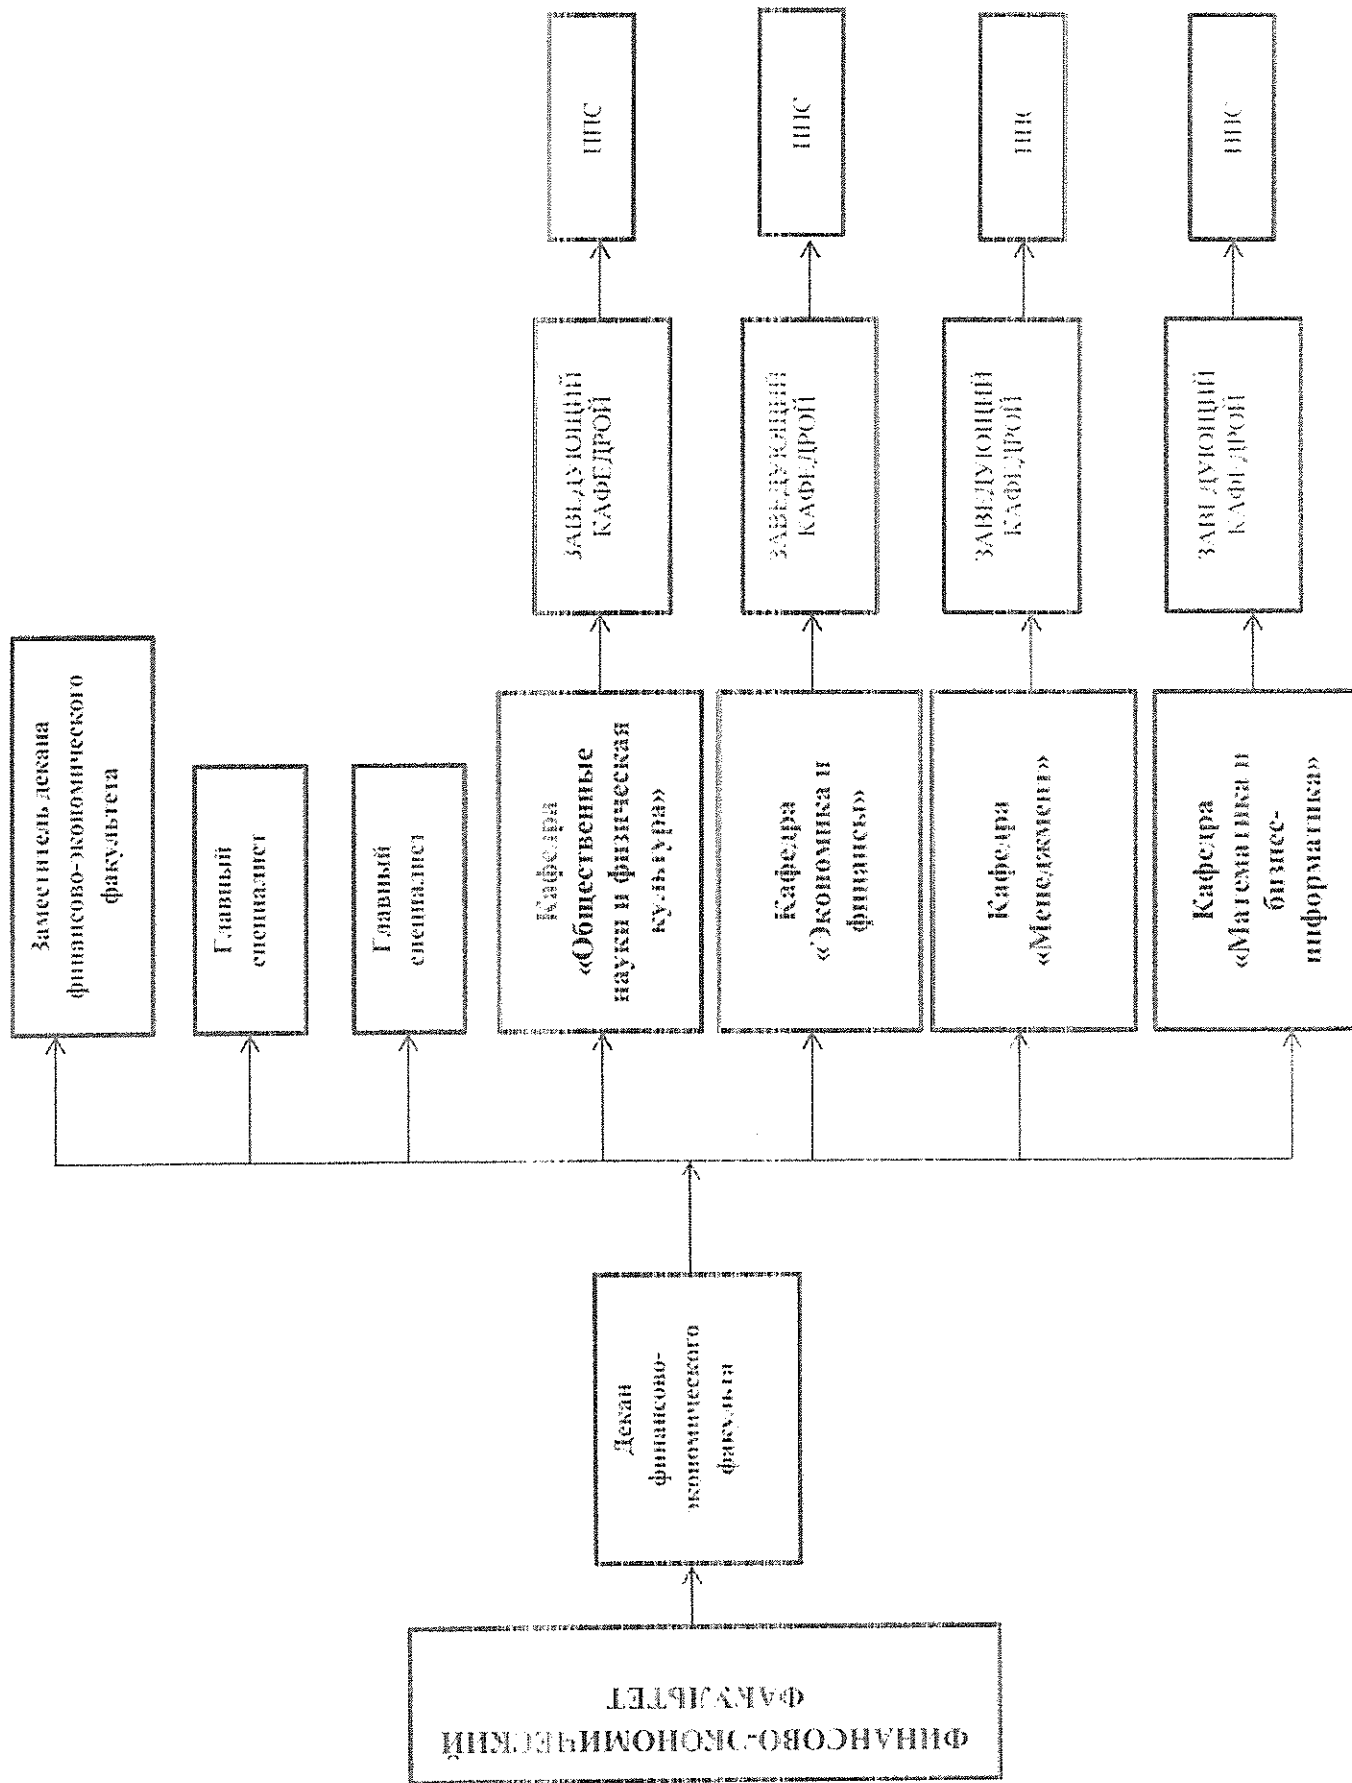 ФИНАНСОВО-ЭКОНОМИЧЕСКИЙ
ФАКУЛЬТЕТ
Декан
финансово-
экономического
факульта
Заместитель декана
финансово-экономического
факультета
Главный
специалист
Главный
специалист
Кафедра
«Общественные
науки и физическая
культура»
ЗАВЕДУЮЩИЙ
КАФЕДРОЙ
ППС
Кафедра
«Экономика и
финансы»
ЗАВЕДУЮЩИЙ
КАФЕДРОЙ
ППС
Кафедра
«Менеджмент»
ЗАВЕДУЮЩИЙ
КАФЕДРОЙ
ППС
Кафедра
«Математика и
бизнес-
информатика»
ЗАВЕДУЮЩИЙ
КАФЕДРОЙ
ППС